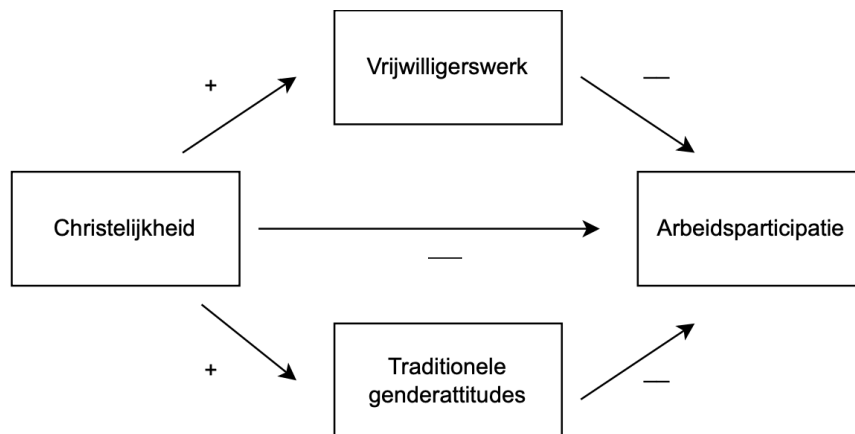 Vrijwilligerswerk
+
—
Christelijkheid
Arbeidsparticipatie
—
+
Traditionele
genderattitudes
—